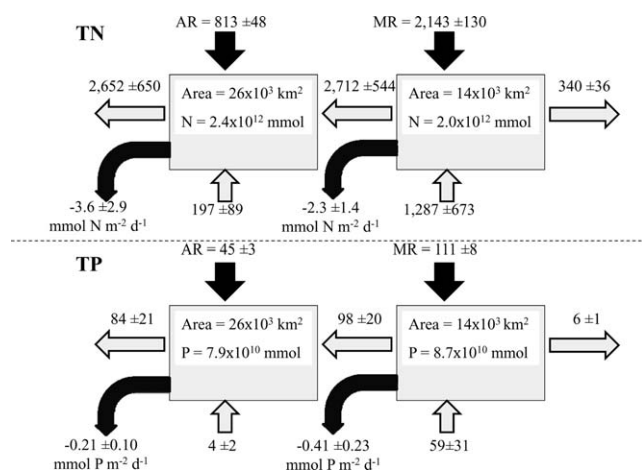 TN
AR = 813 ±48
MR = 2,143 ±130
2,652 ±650
Area = 26x10³ km²
N = 2.4x10¹² mmol
2,712 ±544
Area = 14x10³ km²
N = 2.0x10¹² mmol
340 ±36
-3.6 ±2.9
mmol N m⁻² d⁻¹
197 ±89
-2.3 ±1.4
mmol N m⁻² d⁻¹
1,287 ±673
TP
AR = 45 ±3
MR = 111 ±8
84 ±21
Area = 26x10³ km²
P = 7.9x10¹⁰ mmol
98 ±20
Area = 14x10³ km²
P = 8.7x10¹⁰ mmol
6 ±1
-0.21 ±0.10
mmol P m⁻² d⁻¹
4 ±2
-0.41 ±0.23
mmol P m⁻² d⁻¹
59±31